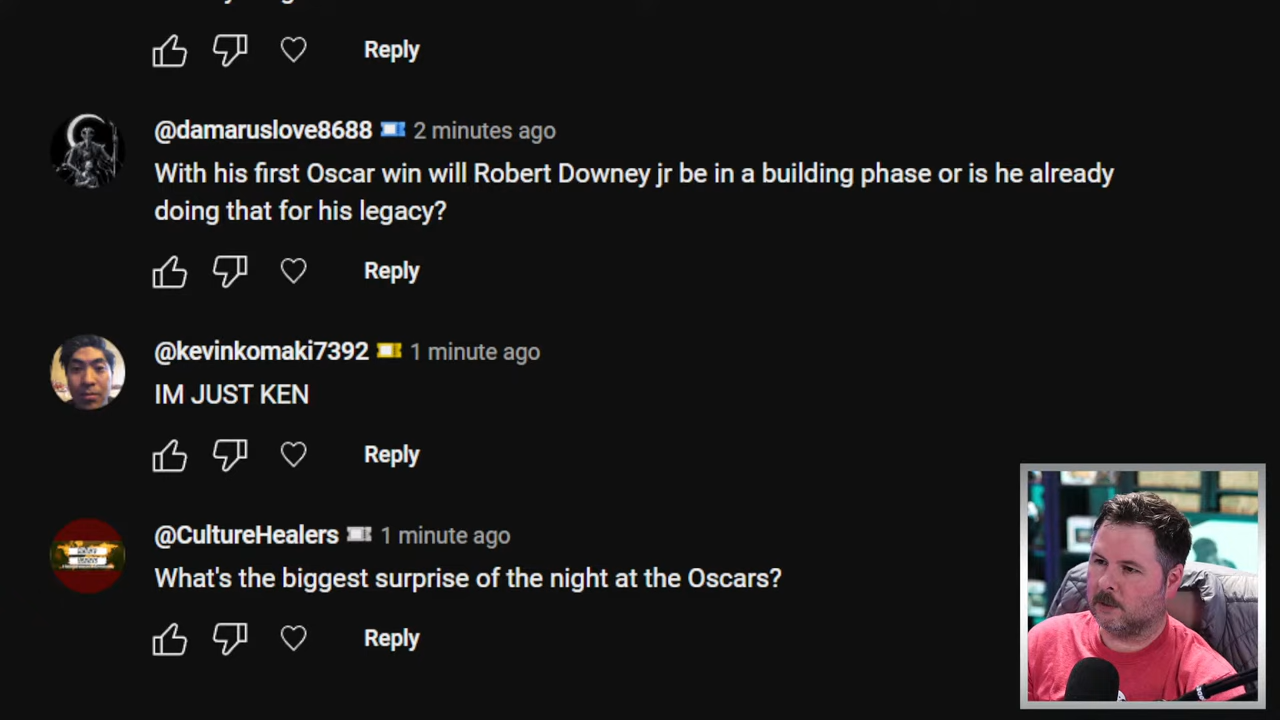 Reply
@damaruslove8688 2 minutes ago
With his first Oscar win will Robert Downey jr be in a building phase or is he already
doing that for his legacy?
Reply
@kevinkomaki7392 1 minute ago
IM JUST KEN
Reply
@CultureHealers 1 minute ago
What's the biggest surprise of the night at the Oscars?
Reply